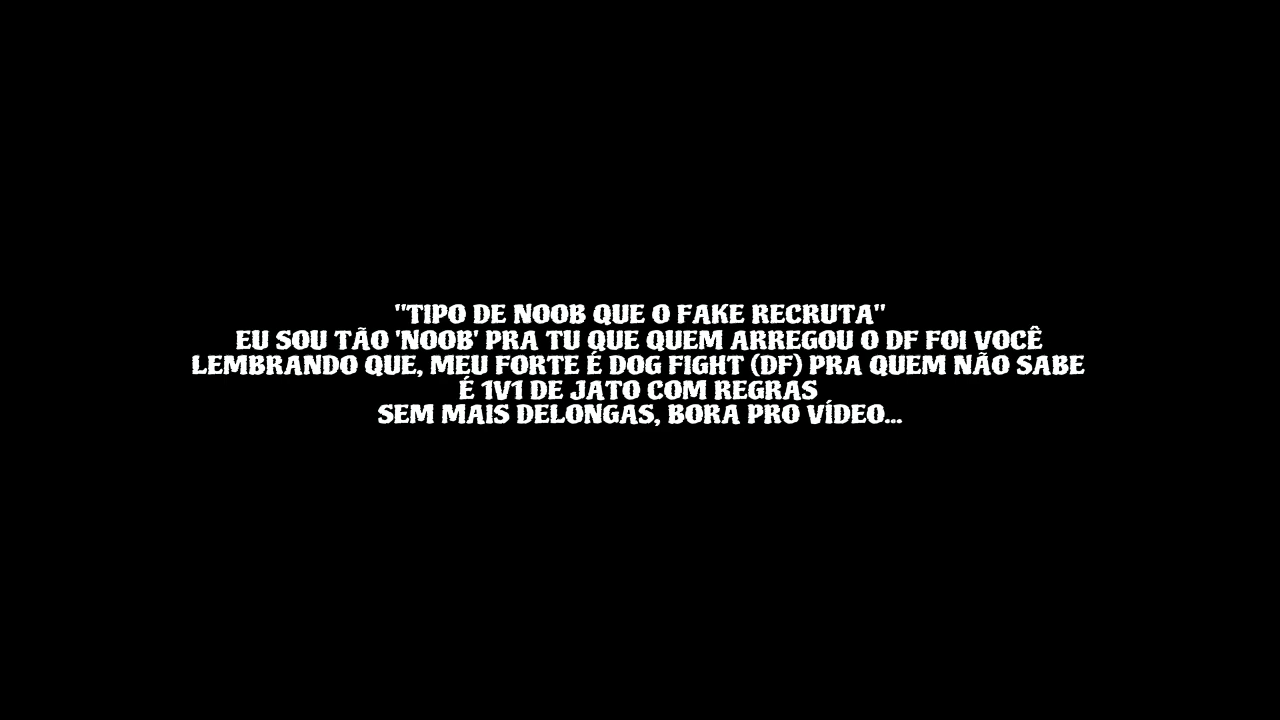 "TIPO DE NOOB QUE O FAKE RECRUTA"
EU SOU TÃO 'NOOB' PRA TU QUE QUEM ARREGOU O DF FOI VOCÊ
LEMBRANDO QUE, MEU FORTE É DOG FIGHT (DF) PRA QUEM NÃO SABE
É 1V1 DE JATO COM REGRAS
SEM MAIS DELONGAS, BORA PRO VÍDEO...